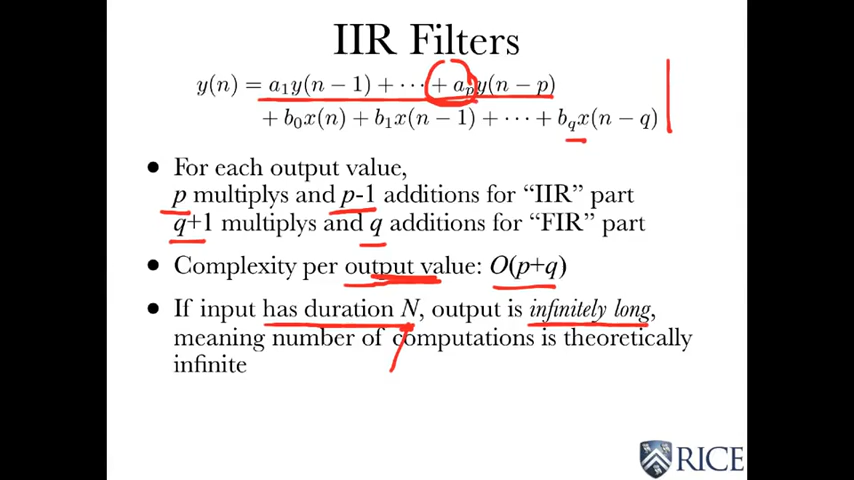 IIR Filters
y(n) = a₁y(n − 1) + ··· + aₚy(n − p)
+ b₀x(n) + b₁x(n − 1) + ··· + b_qx(n − q)
• For each output value,
p multiplys and p-1 additions for “IIR” part
q+1 multiplys and q additions for “FIR” part
• Complexity per output value: O(p+q)
• If input has duration N, output is infinitely long,
meaning number of computations is theoretically
infinite
RICE